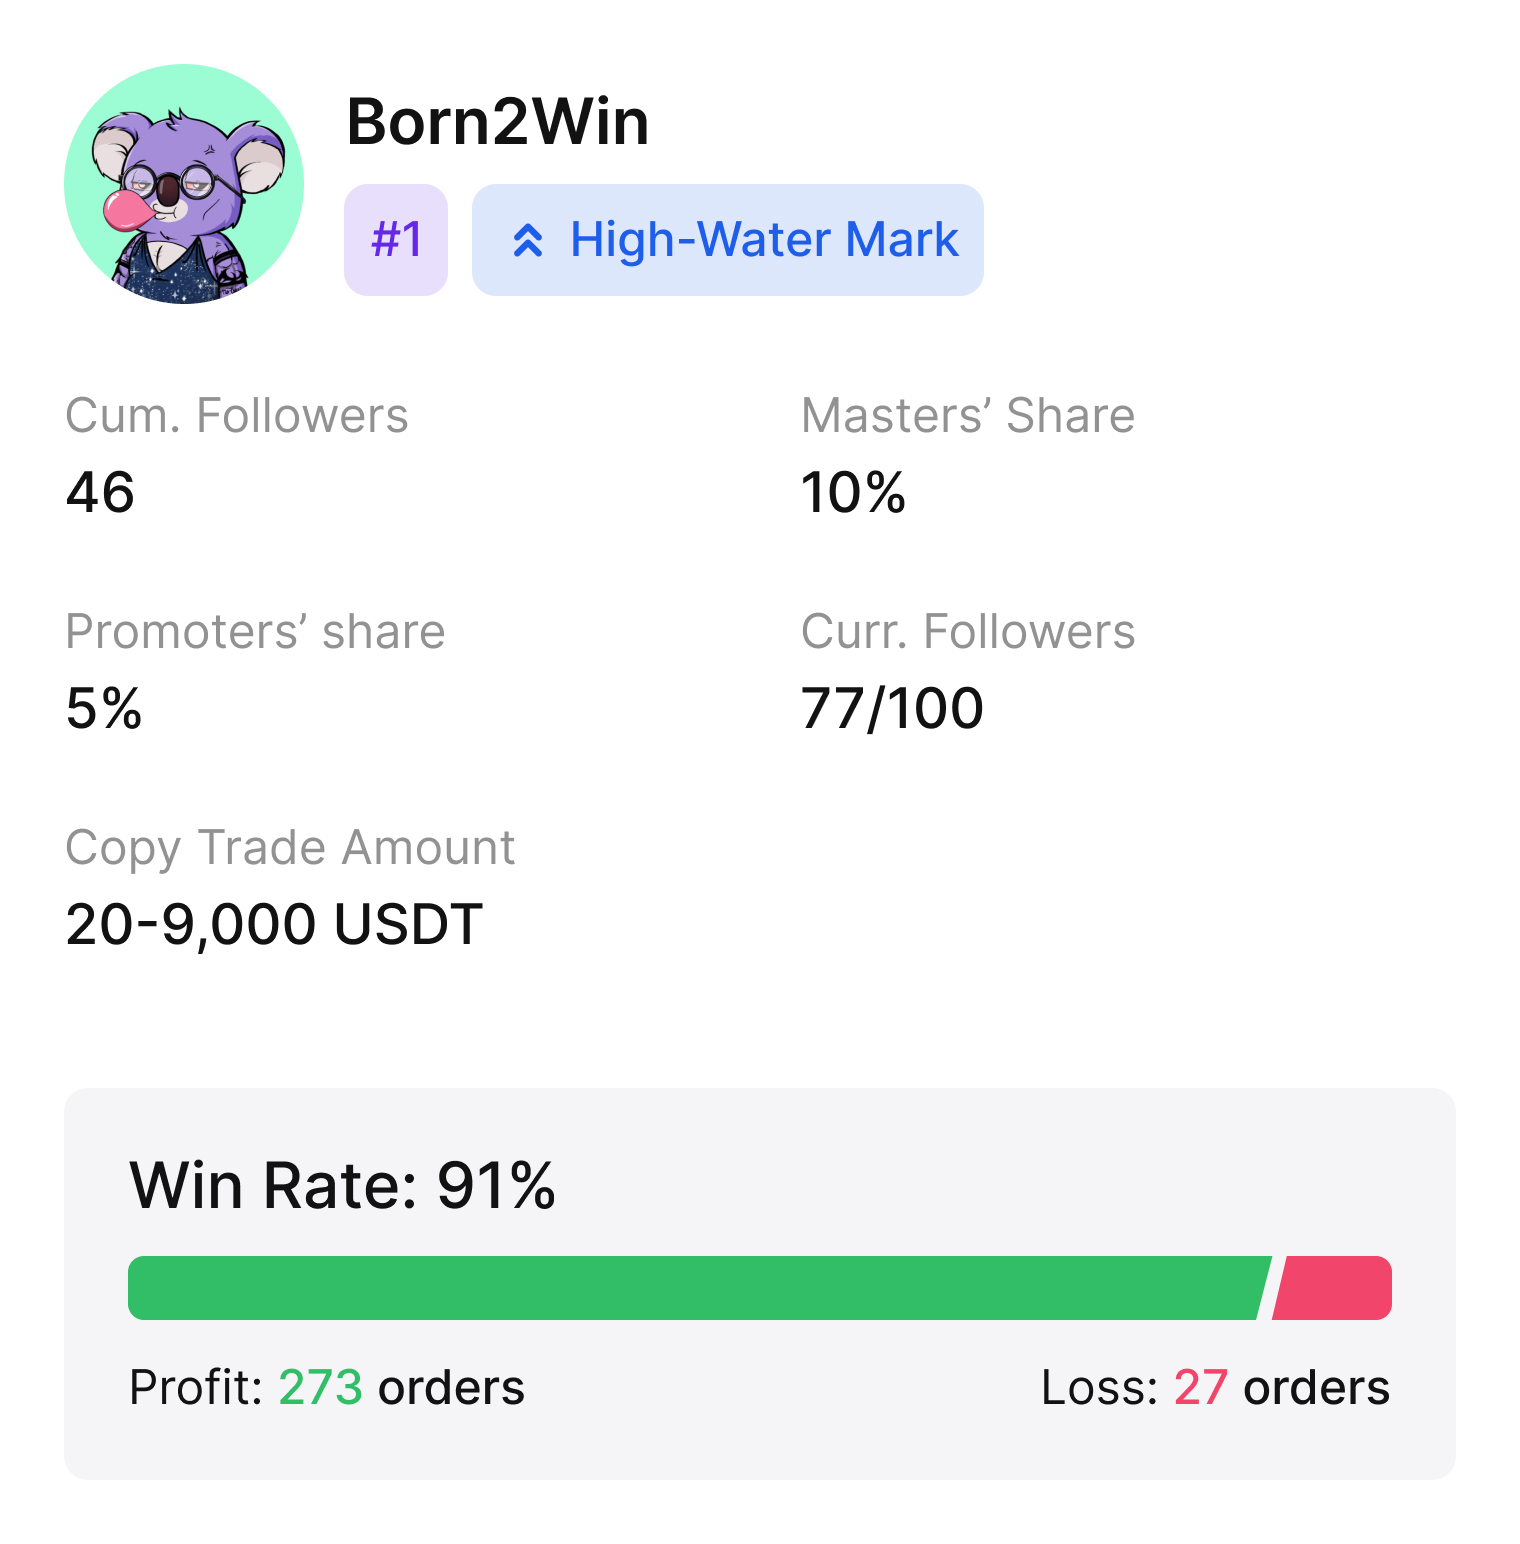 Born2Win
#1 High-Water Mark
Cum. Followers Masters’ Share
46 10%
Promoters’ share Curr. Followers
5% 77/100
Copy Trade Amount
20-9,000 USDT
Win Rate: 91%
Profit: 273 orders Loss: 27 orders